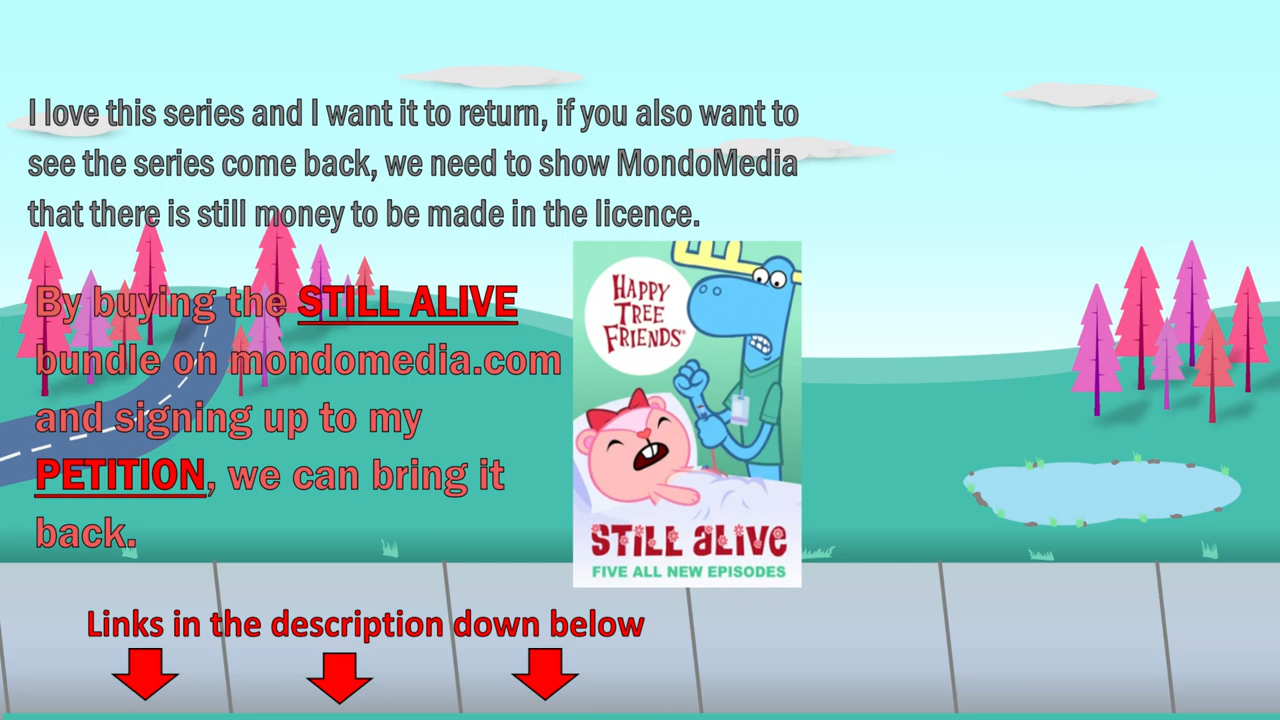 I love this series and I want it to return, if you also want to
see the series come back, we need to show MondoMedia
that there is still money to be made in the licence.
By buying the STILL ALIVE
bundle on mondomedia.com
and signing up to my
PETITION, we can bring it
back.
HAPPY
TREE
FRIENDS
STILL ALIVE
FIVE ALL NEW EPISODES
Links in the description down below